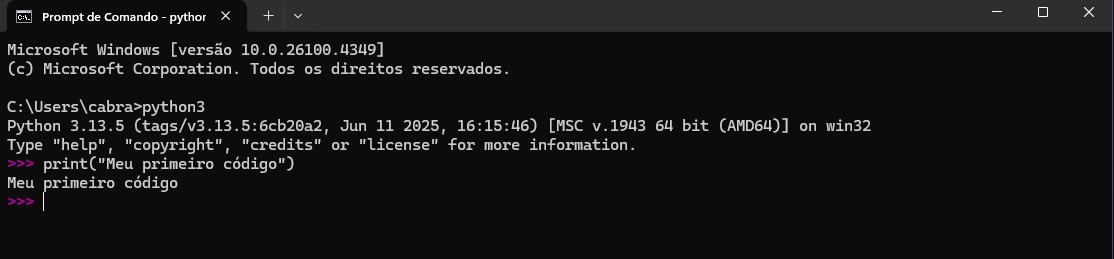 Prompt de Comando - python
Microsoft Windows [versão 10.0.26100.4349]
(c) Microsoft Corporation. Todos os direitos reservados.
C:\Users\cabra>python3
Python 3.13.5 (tags/v3.13.5:6cb20a2, Jun 11 2025, 16:15:46) [MSC v.1943 64 bit (AMD64)] on win32
Type "help", "copyright", "credits" or "license" for more information.
>>> print("Meu primeiro código")
Meu primeiro código
>>>